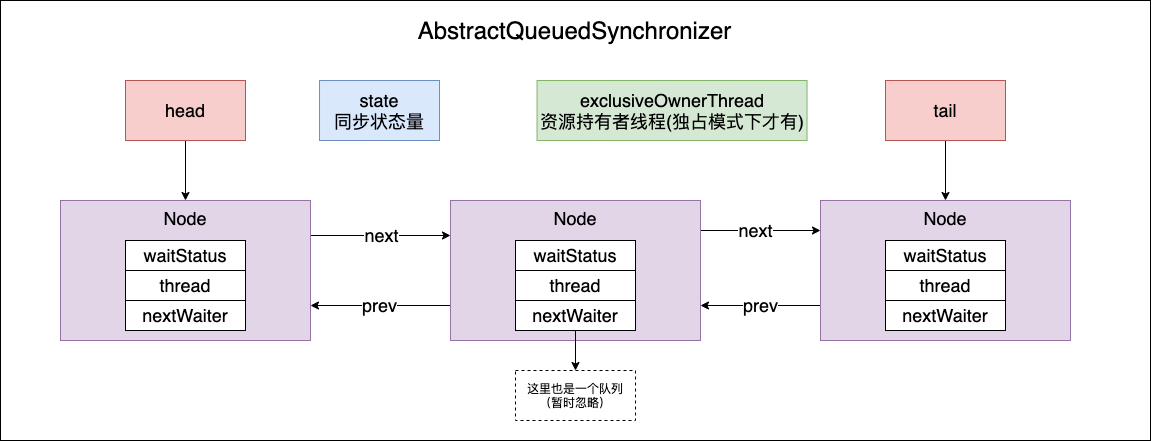 AbstractQueuedSynchronizer
head
state
同步状态量
exclusiveOwnerThread
资源持有者线程(独占模式下才有)
tail
Node
waitStatus
thread
nextWaiter
next
prev
Node
waitStatus
thread
nextWaiter
next
prev
Node
waitStatus
thread
nextWaiter
这里也是一个队列
（暂时忽略）